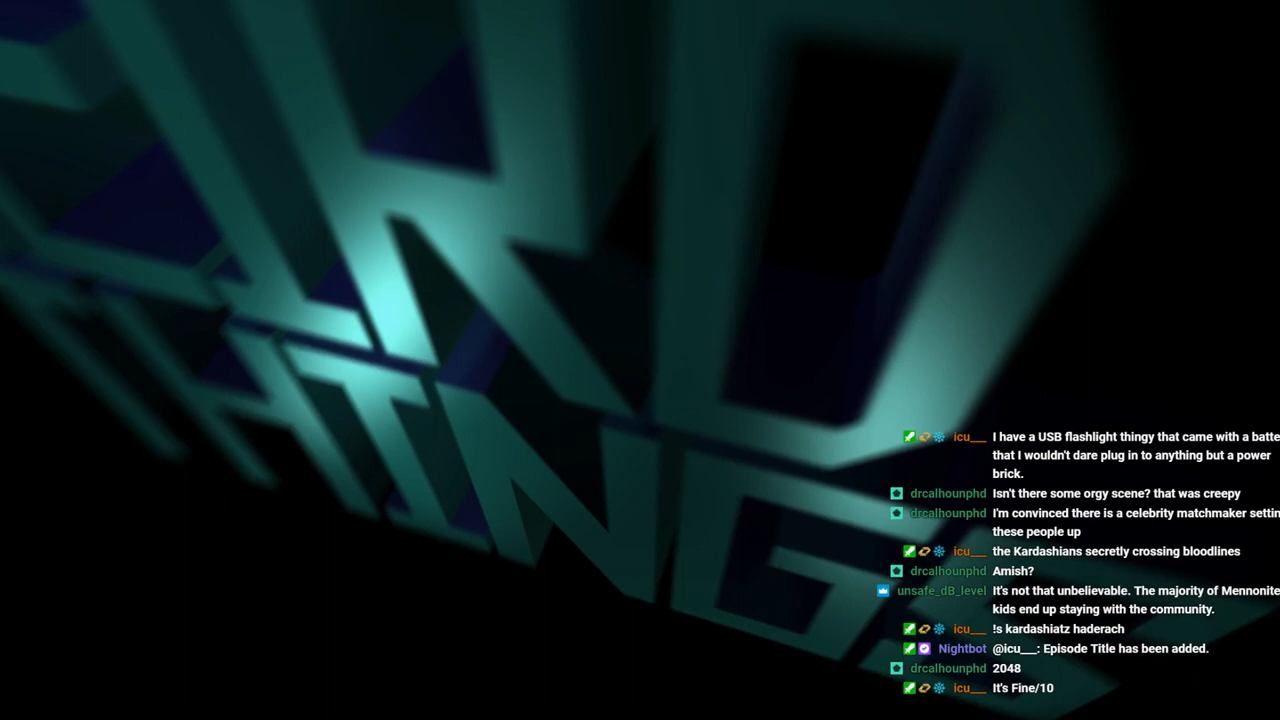 THINGS
icu___ I have a USB flashlight thingy that came with a batte
that I wouldn't dare plug in to anything but a power
brick.
drcalhounphd Isn't there some orgy scene? that was creepy
drcalhounphd I'm convinced there is a celebrity matchmaker settin
these people up
icu___ the Kardashians secretly crossing bloodlines
drcalhounphd Amish?
unsafe_dB_level It's not that unbelievable. The majority of Mennonite
kids end up staying with the community.
icu___ !s kardashiatz haderach
Nightbot @icu___: Episode Title has been added.
drcalhounphd 2048
icu___ It's Fine/10